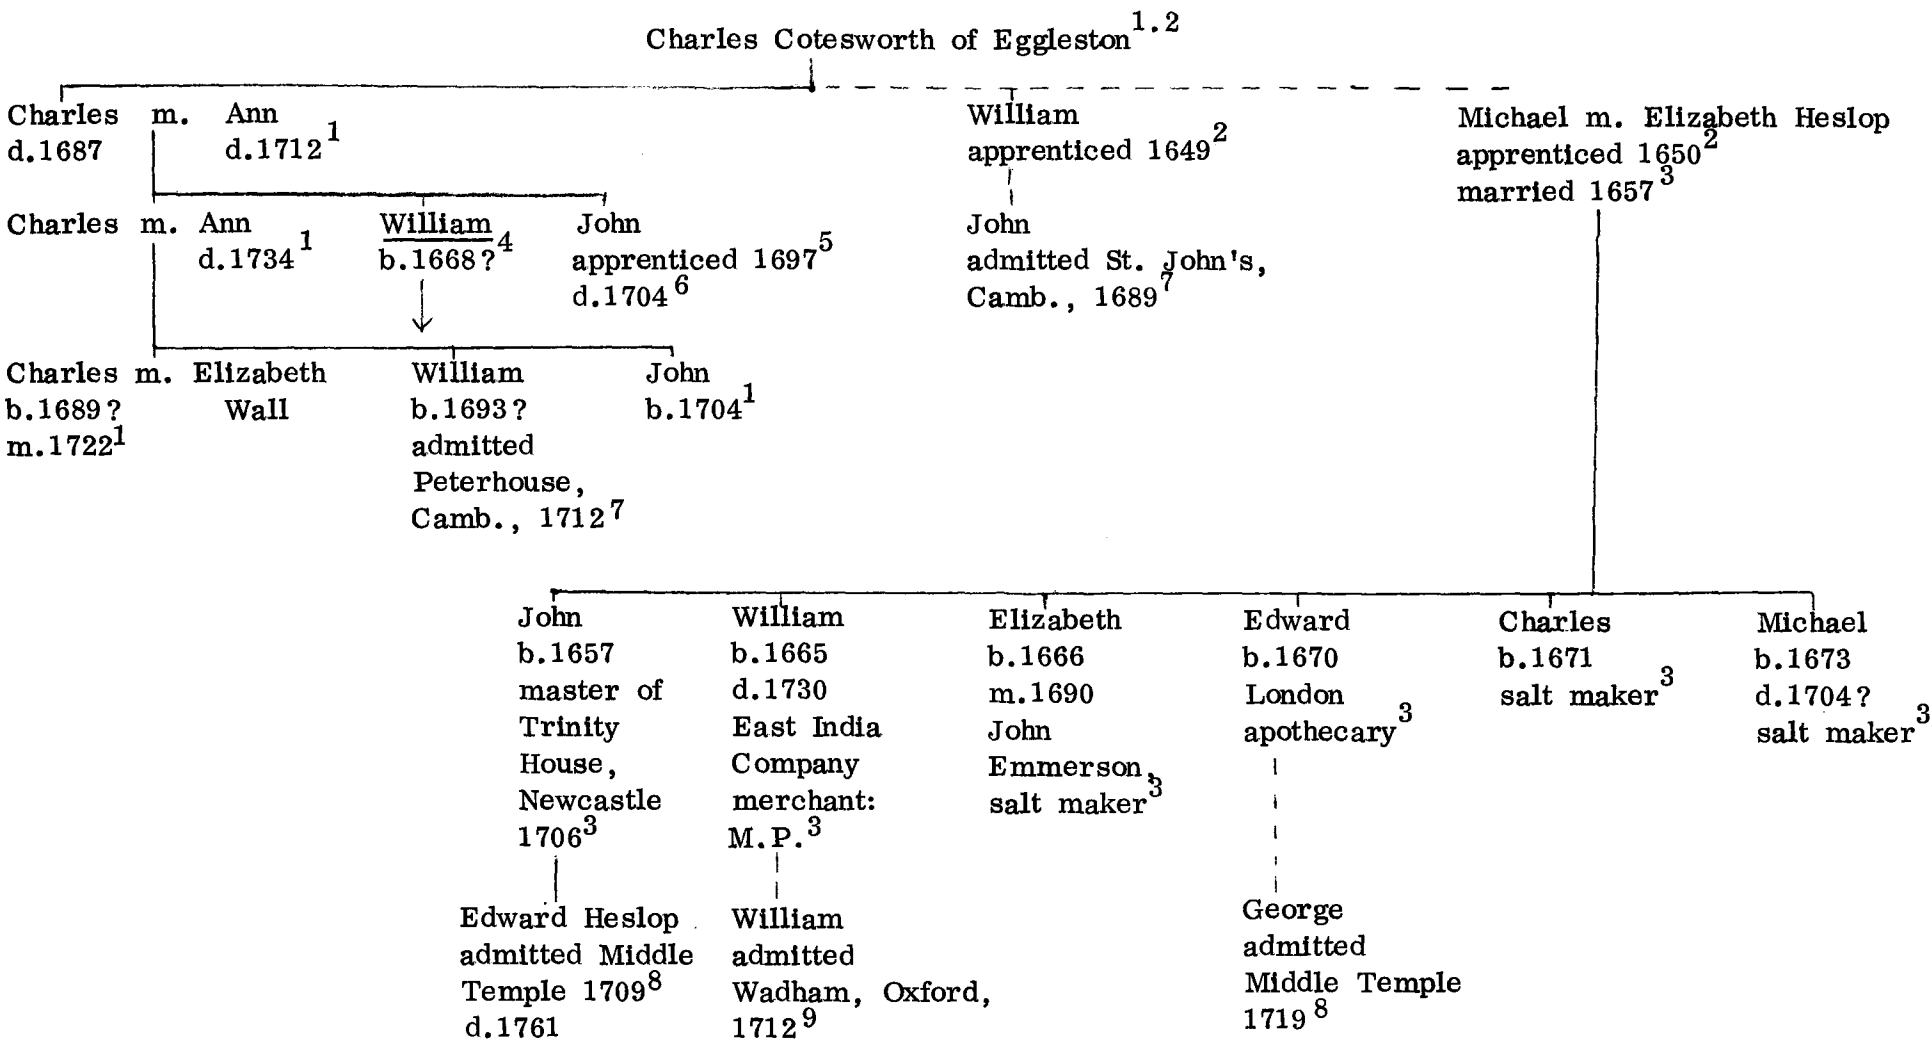 Charles Cotesworth of Eggleston 1.2
Charles m. Ann
d.1687 d.1712 1
William
apprenticed 1649 2
Michael m. Elizabeth Heslop
apprenticed 1650 2
married 1657 3
Charles m. Ann
d.1734 1
William
b.1668? 4
John
apprenticed 1697 5
d.1704 6
John
admitted St. John's,
Camb., 1689 7
Charles m. Elizabeth
b.1689? Wall
m.1722 1
William
b.1693?
admitted
Peterhouse,
Camb., 1712 7
John
b.1704 1
John
b.1657
master of
Trinity
House,
Newcastle
1706 3
William
b.1665
d.1730
East India
Company
merchant:
M.P. 3
Elizabeth
b.1666
m.1690
John
Emmerson,
salt maker 3
Edward
b.1670
London
apothecary 3
Charles
b.1671
salt maker 3
Michael
b.1673
d.1704?
salt maker 3
Edward Heslop
admitted Middle
Temple 1709 8
d.1761
William
admitted
Wadham, Oxford,
1712 9
George
admitted
Middle Temple
1719 8